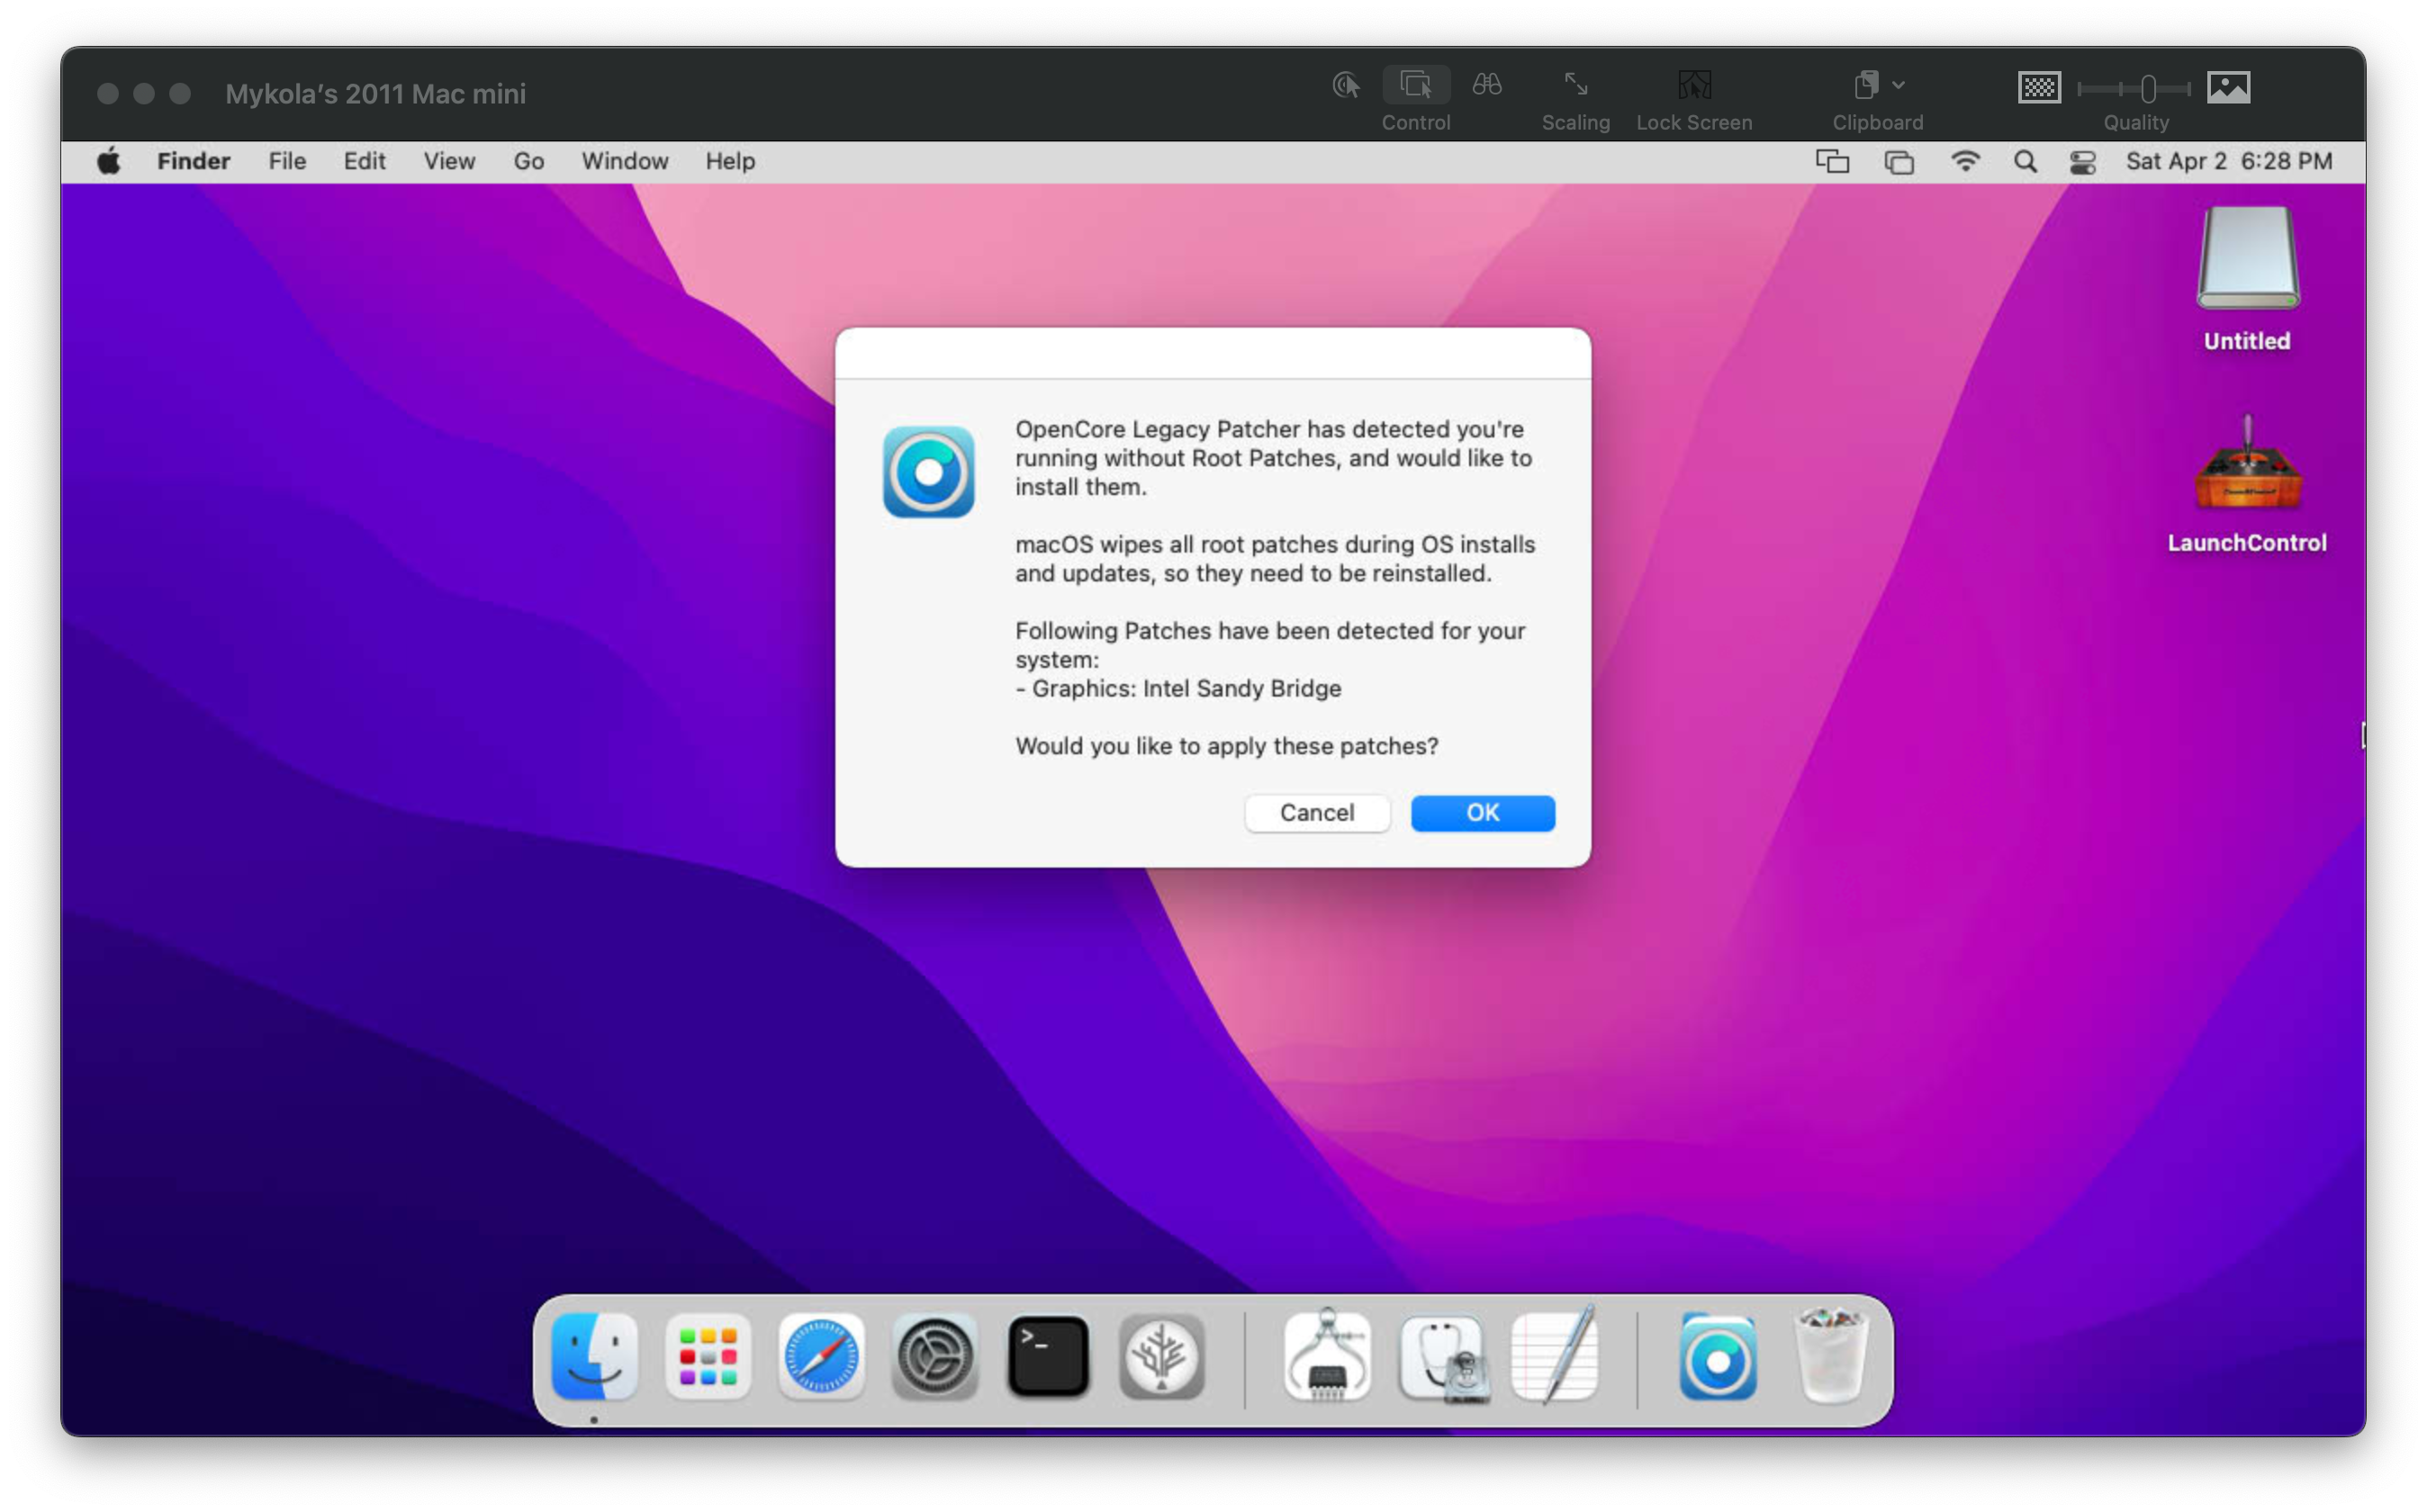 Mykola’s 2011 Mac mini
Control
Scaling
Lock Screen
Clipboard
Quality
Finder File Edit View Go Window Help
Sat Apr 2 6:28 PM
Untitled
LaunchControl
OpenCore Legacy Patcher has detected you're
running without Root Patches, and would like to
install them.
macOS wipes all root patches during OS installs
and updates, so they need to be reinstalled.
Following Patches have been detected for your
system:
- Graphics: Intel Sandy Bridge
Would you like to apply these patches?
Cancel
OK
>_